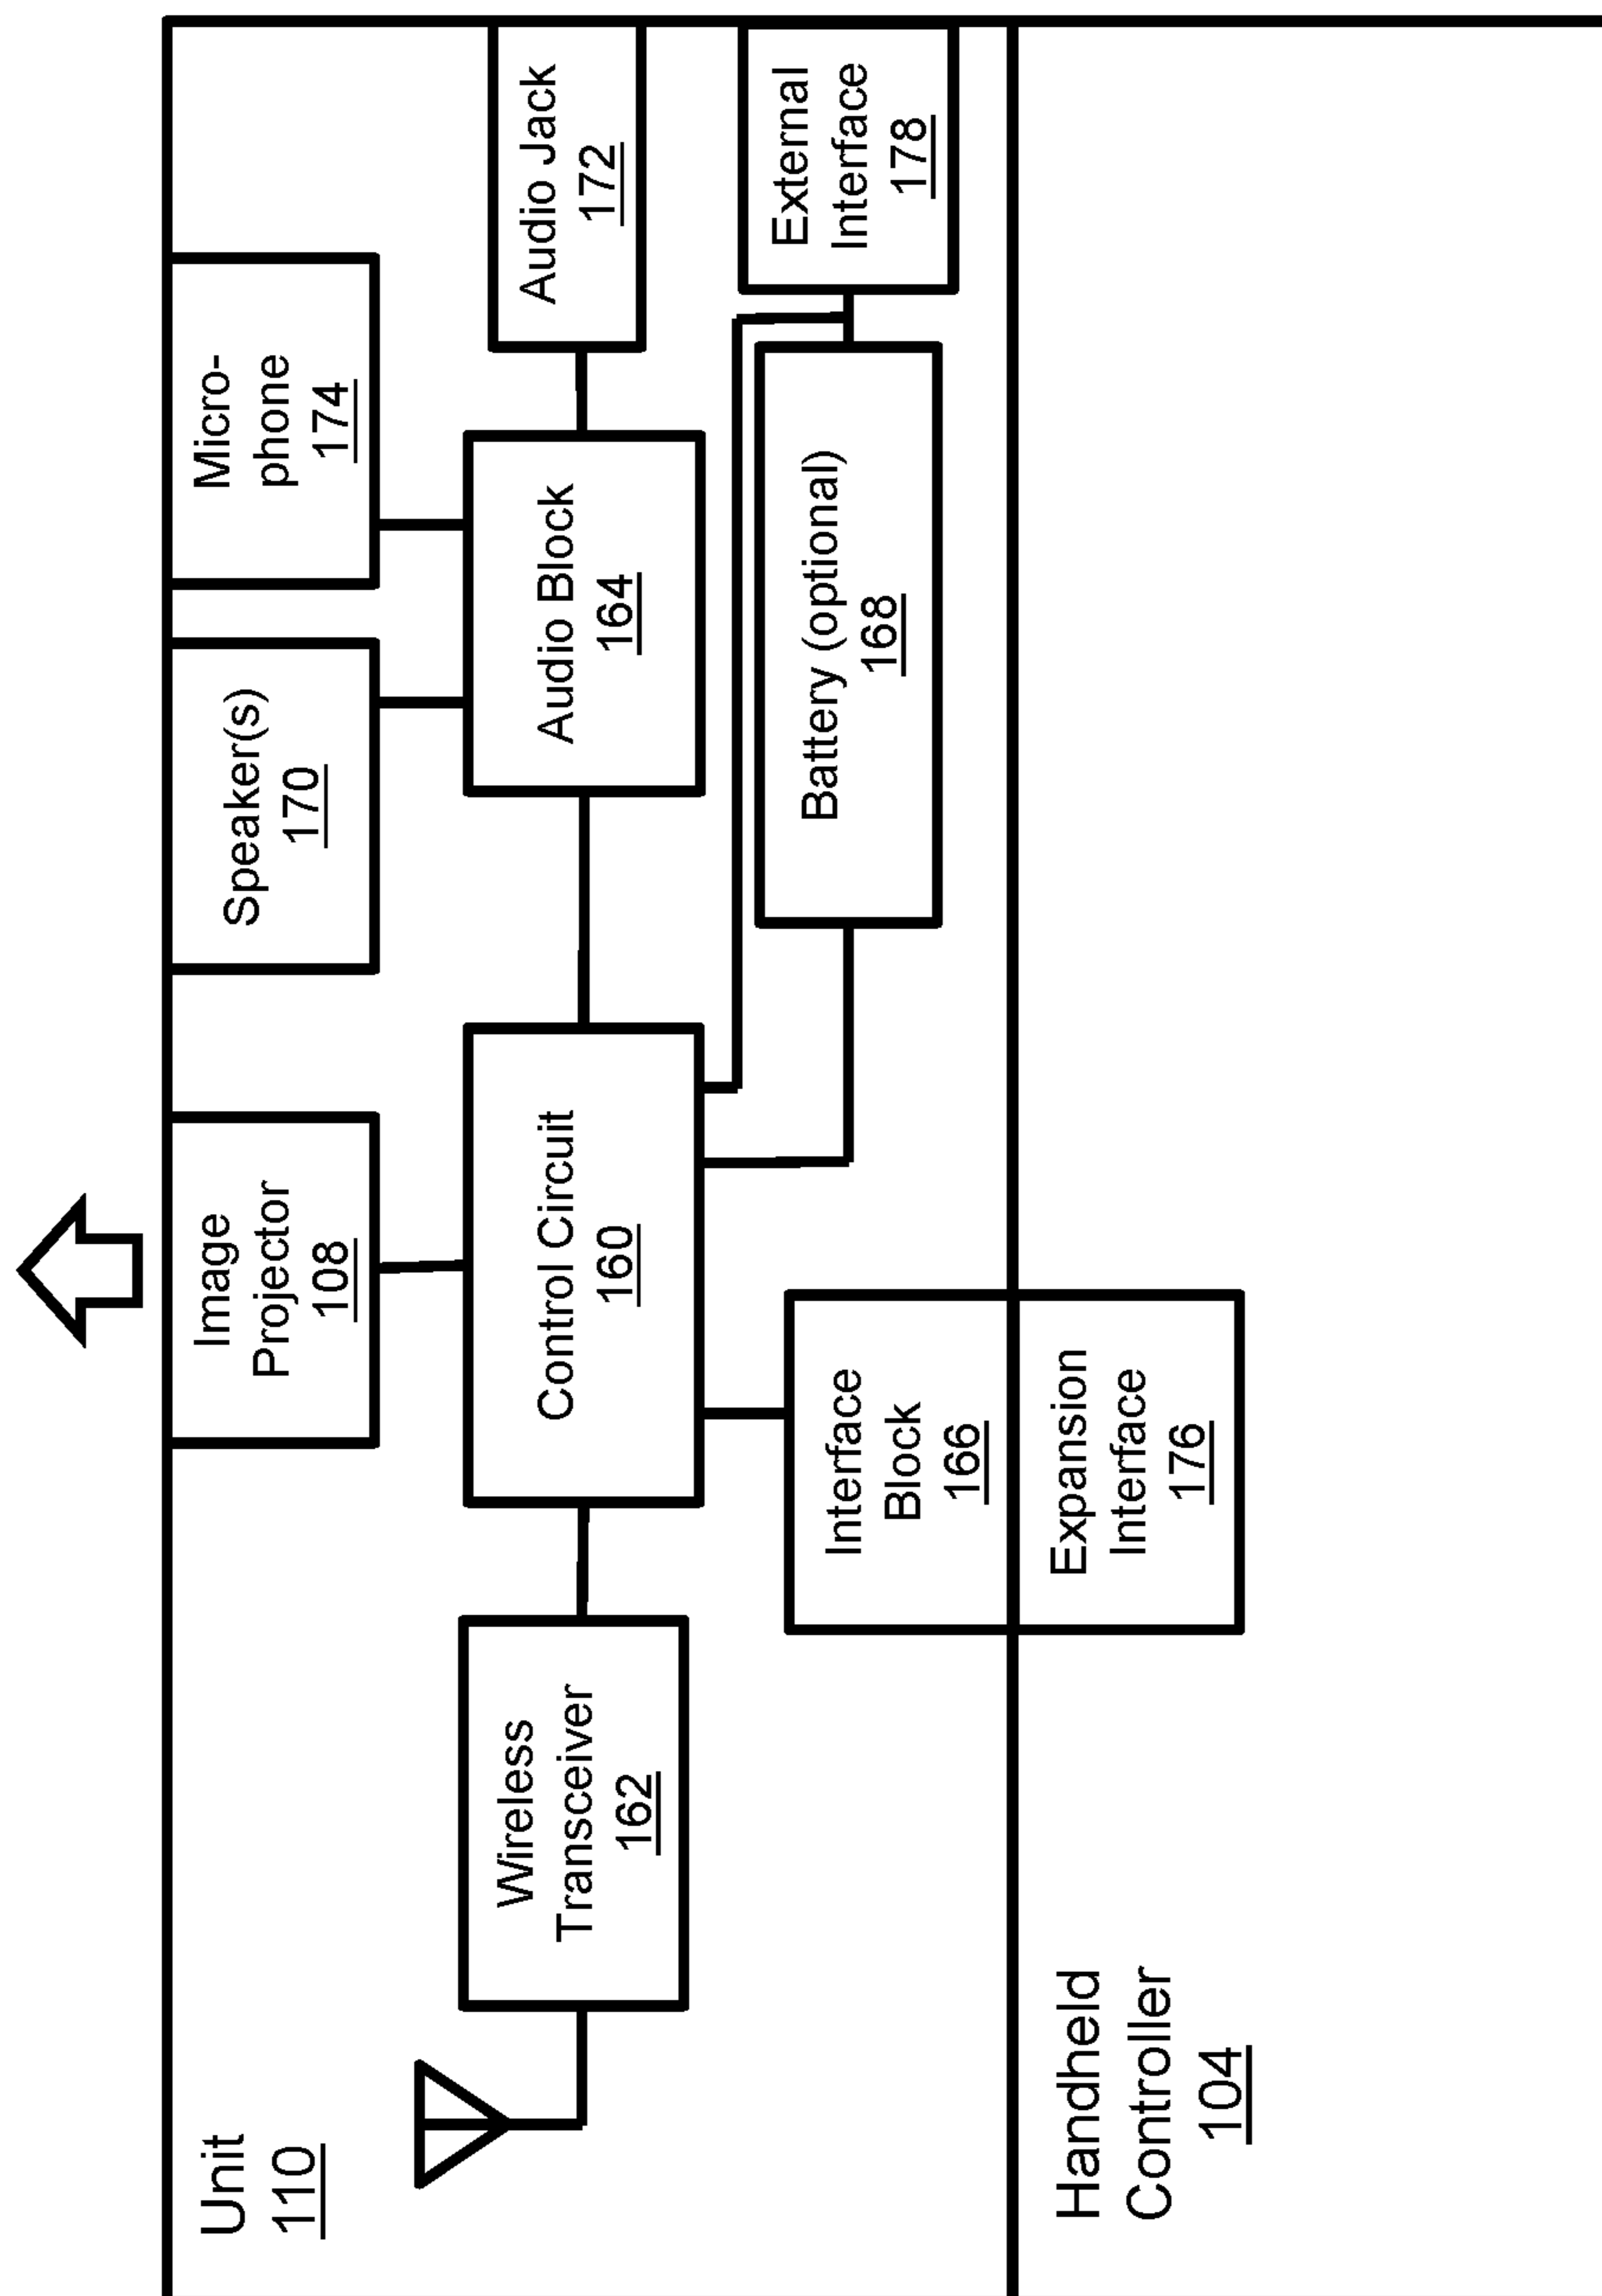 Unit
110
Image
Projector
108
Speaker(s)
170
Micro-
phone
174
Wireless
Transceiver
162
Control Circuit
160
Audio Block
164
Audio Jack
172
Interface
Block
166
Battery (optional)
168
External
Interface
178
Handheld
Controller
104
Expansion
Interface
176